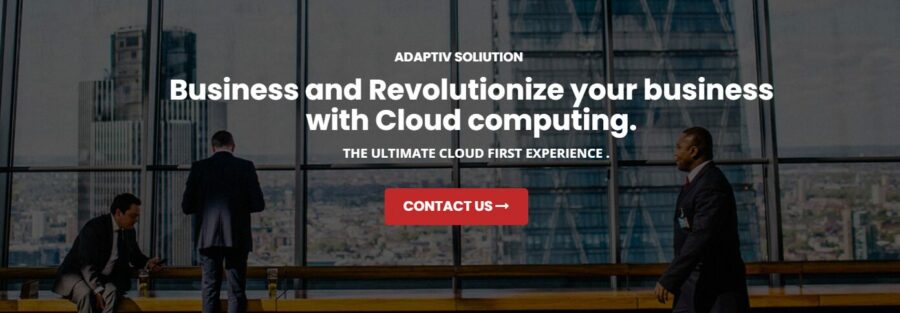 ADAPTIV SOLIUTION
Business and Revolutionize your business
with Cloud computing.
THE ULTIMATE CLOUD FIRST EXPERIENCE .
CONTACT US →